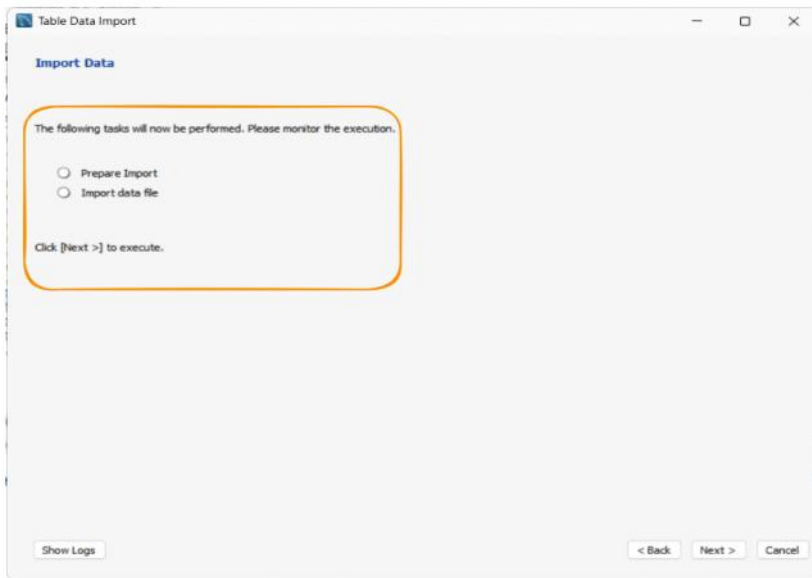 Table Data Import
Import Data
The following tasks will now be performed. Please monitor the execution.
Prepare Import
Import data file
Click [Next >] to execute.
Show Logs
< Back
Next >
Cancel